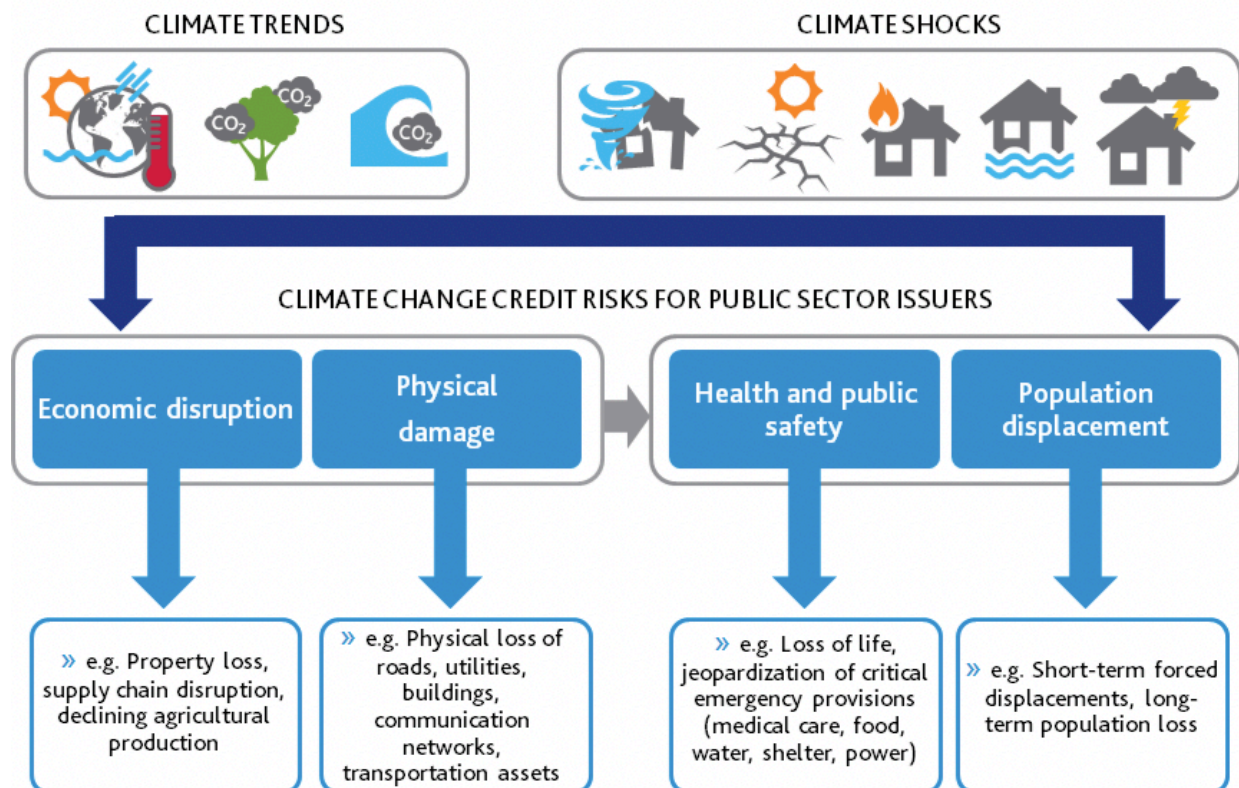 CLIMATE TRENDS
CLIMATE SHOCKS
CO2
CO2
CO2
CLIMATE CHANGE CREDIT RISKS FOR PUBLIC SECTOR ISSUERS
Economic disruption
Physical
damage
Health and public
safety
Population
displacement
» e.g. Property loss,
supply chain disruption,
declining agricultural
production
» e.g. Physical loss of
roads, utilities,
buildings,
communication
networks,
transportation assets
» e.g. Loss of life,
jeopardization of critical
emergency provisions
(medical care, food,
water, shelter, power)
» e.g. Short-term forced
displacements, long-
term population loss